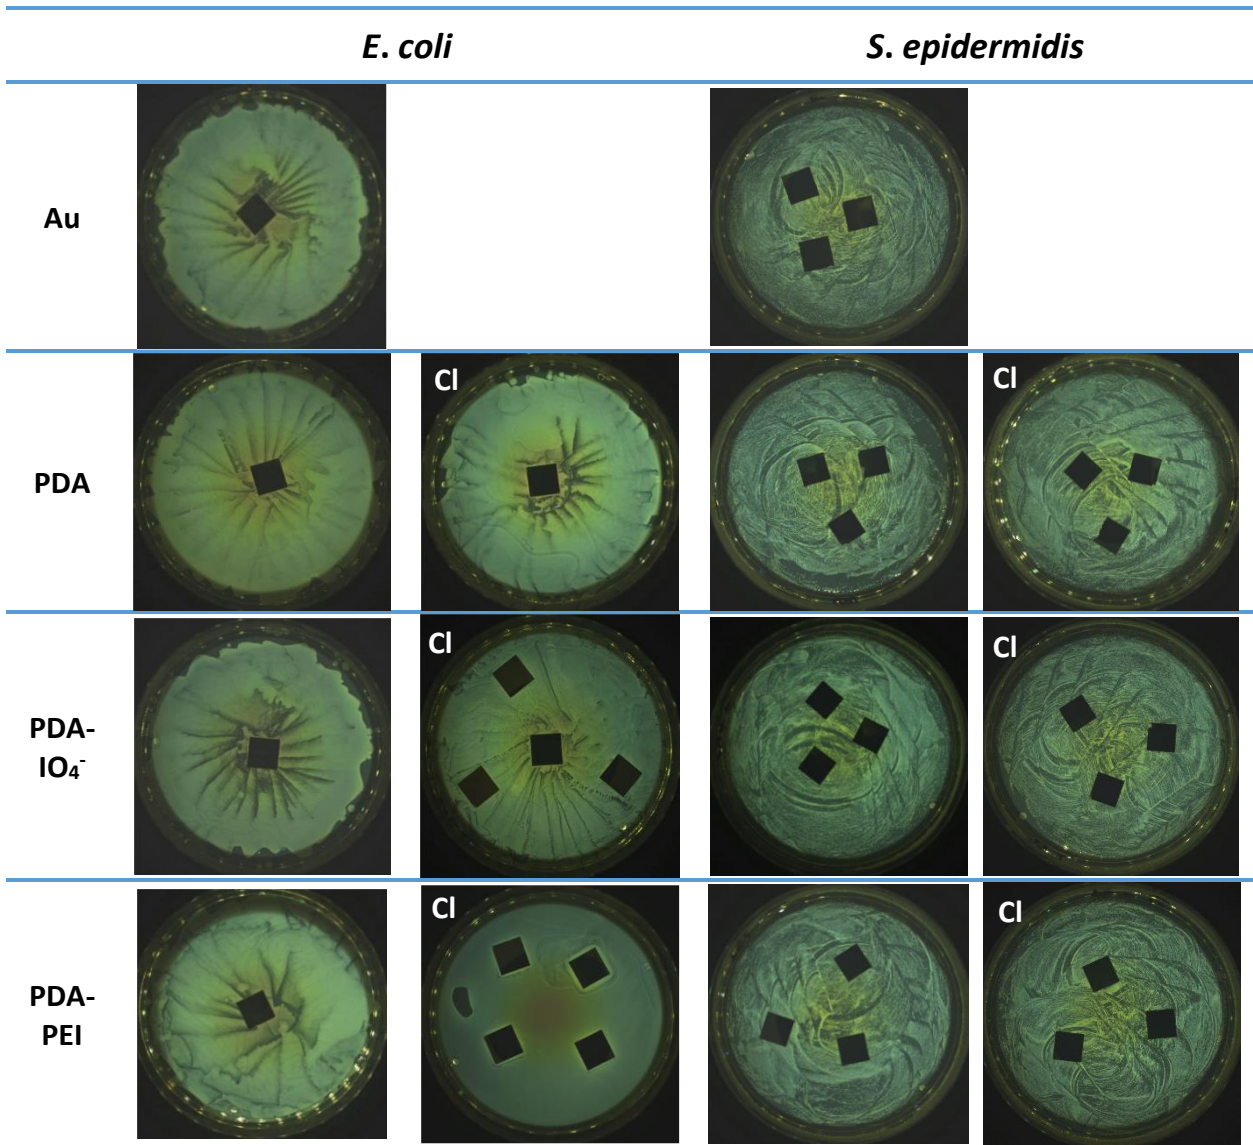 E. coli S. epidermidis
Au
PDA Cl Cl
PDA-
IO₄⁻
Cl Cl
PDA-
PEI
Cl Cl